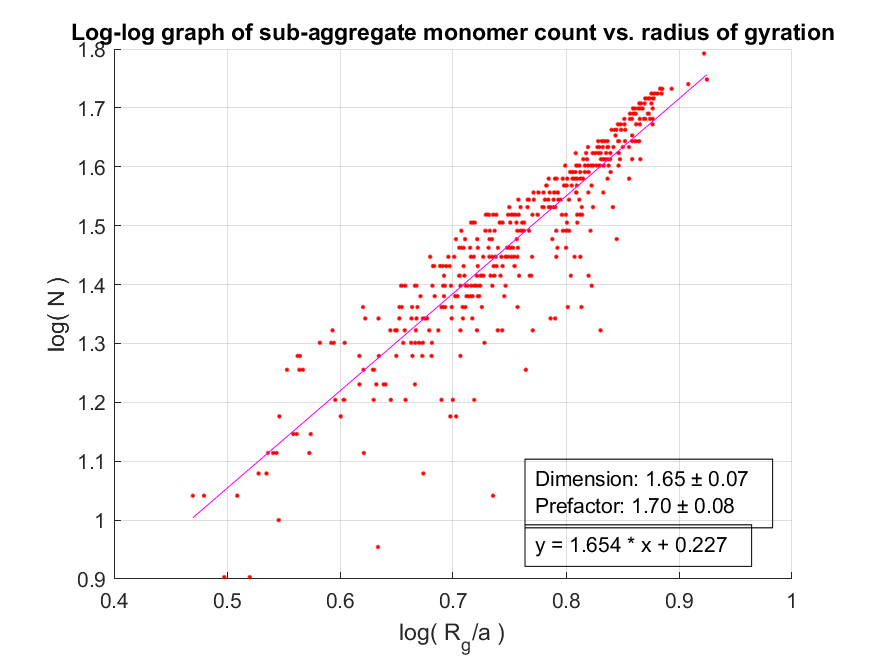 Log-log graph of sub-aggregate monomer count vs. radius of gyration
1.8
1.7
1.6
1.5
1.4
1.3
1.2
1.1
1
0.9
log( N )
Dimension: 1.65 ± 0.07
Prefactor: 1.70 ± 0.08
y = 1.654 * x + 0.227
0.4 0.5 0.6 0.7 0.8 0.9 1
log( R_g/a )